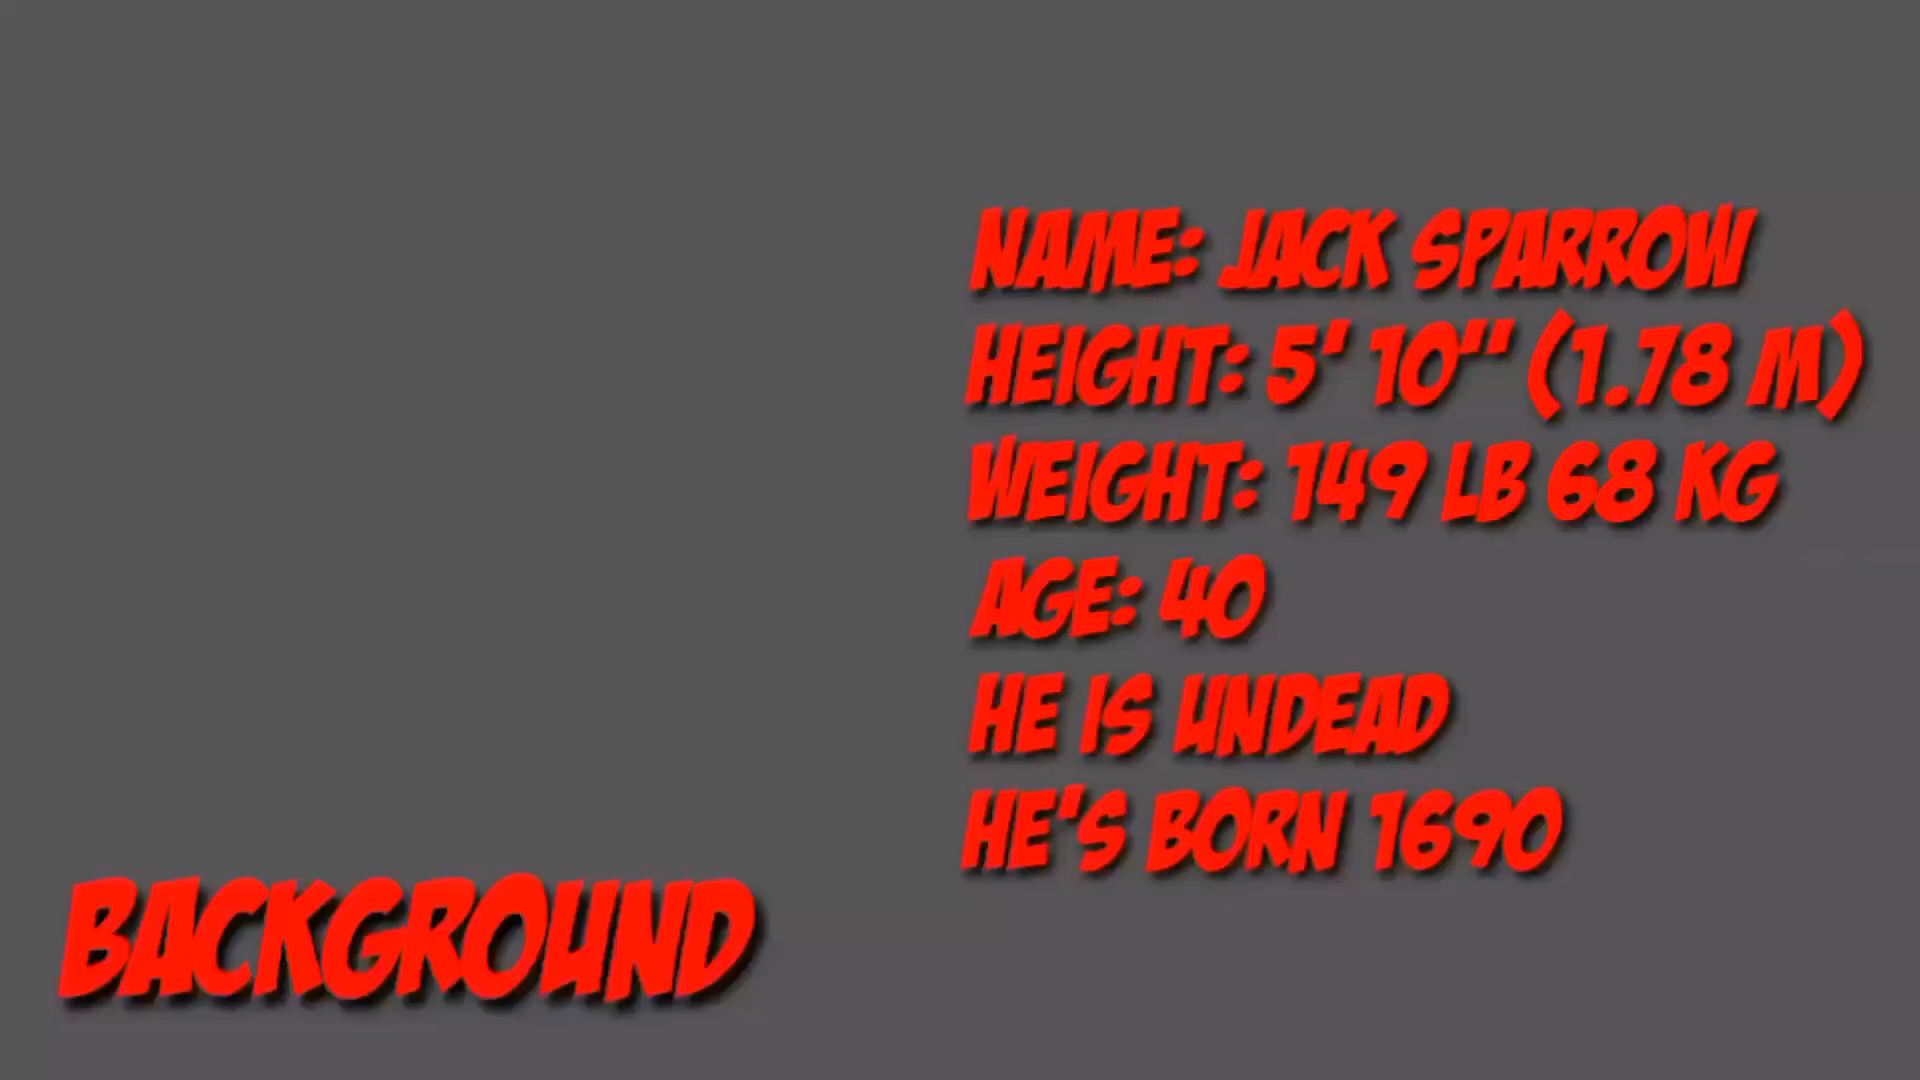 NAME: JACK SPARROW
HEIGHT: 5' 10" (1.78 M)
WEIGHT: 149 LB 68 KG
AGE: 40
HE IS UNDEAD
HE'S BORN 1690
BACKGROUND